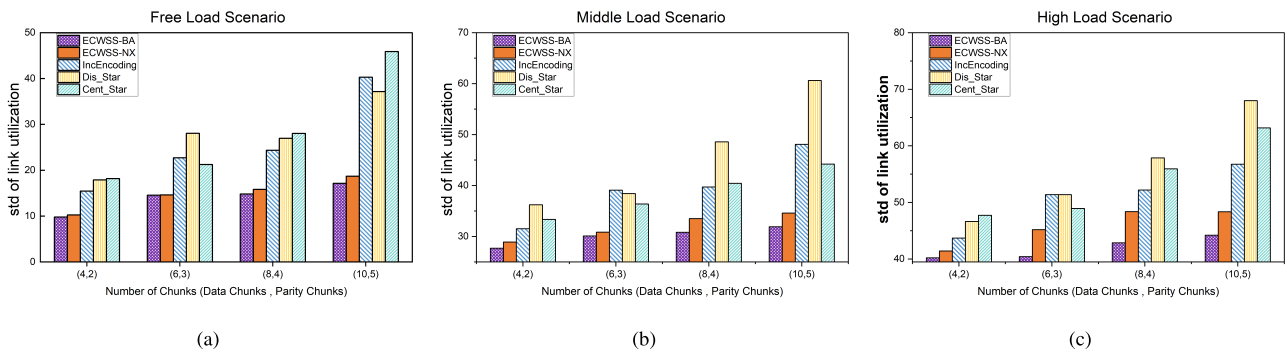 Free Load Scenario
ECWSS-BA
ECWSS-NX
IncEncoding
Dis_Star
Cent_Star
std of link utilization
50
40
30
20
10
0
(4,2) (6,3) (8,4) (10,5)
Number of Chunks (Data Chunks , Parity Chunks)
(a)
Middle Load Scenario
ECWSS-BA
ECWSS-NX
IncEncoding
Dis_Star
Cent_Star
std of link utilization
70
60
50
40
30
(4,2) (6,3) (8,4) (10,5)
Number of Chunks (Data Chunks , Parity Chunks)
(b)
High Load Scenario
ECWSS-BA
ECWSS-NX
IncEncoding
Dis_Star
Cent_Star
std of link utilization
80
70
60
50
40
(4,2) (6,3) (8,4) (10,5)
Number of Chunks (Data Chunks , Parity Chunks)
(c)